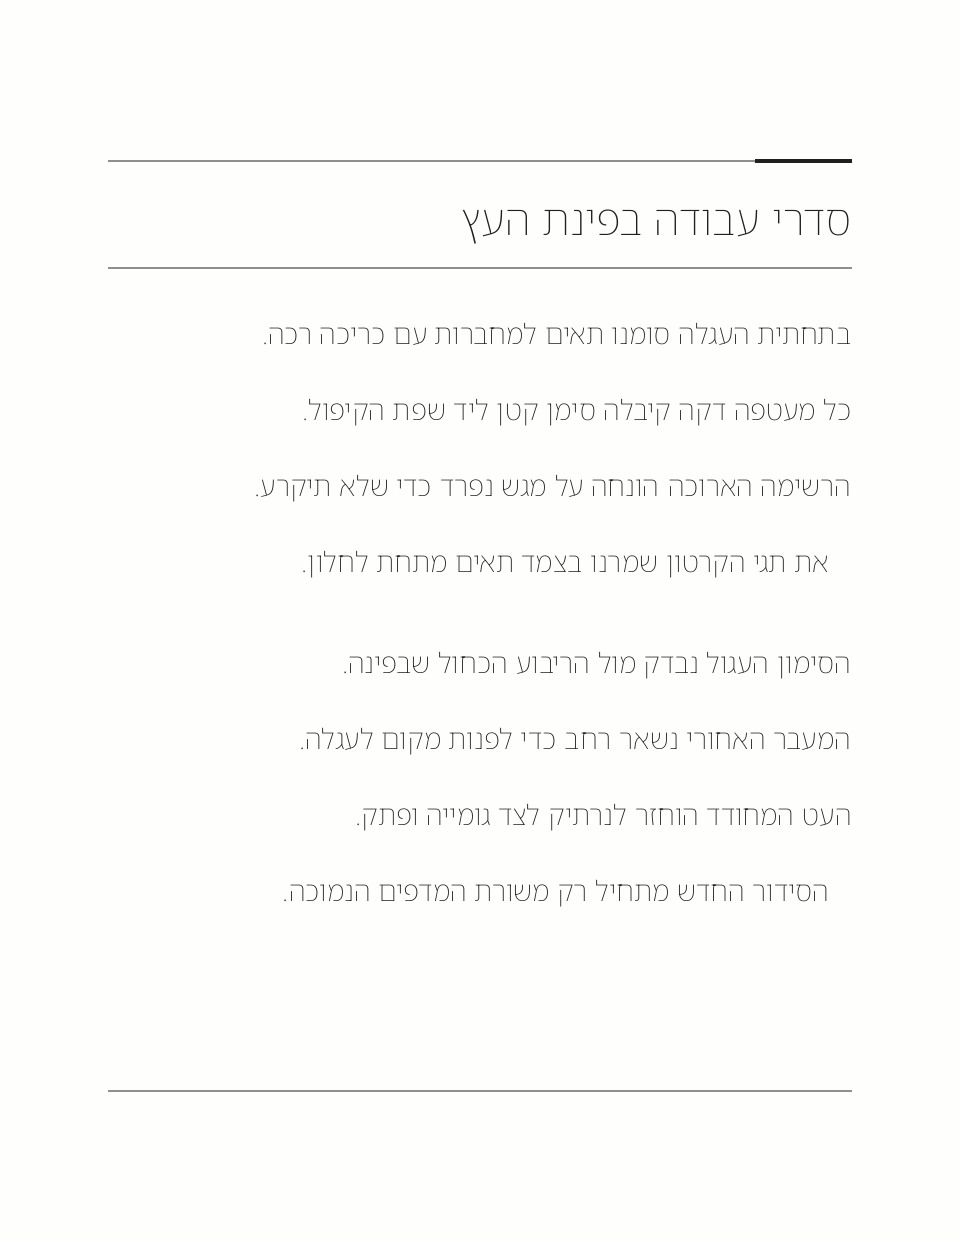 סדרי עבודה בפינת העץ
בתחתית העגלה סומנו תאים למחברות עם כריכה רכה.
כל מעטפה דקה קיבלה סימן קטן ליד שפת הקיפול.
הרשימה הארוכה הונחה על מגש נפרד כדי שלא תיקרע.
את תגי הקרטון שמרנו בצמד תאים מתחת לחלון.
הסימון העגול נבדק מול הריבוע הכחול שבפינה.
המעבר האחורי נשאר רחב כדי לפנות מקום לעגלה.
העט המחודד הוחזר לנרתיק לצד גומייה ופתק.
הסידור החדש מתחיל רק משורת המדפים הנמוכה.